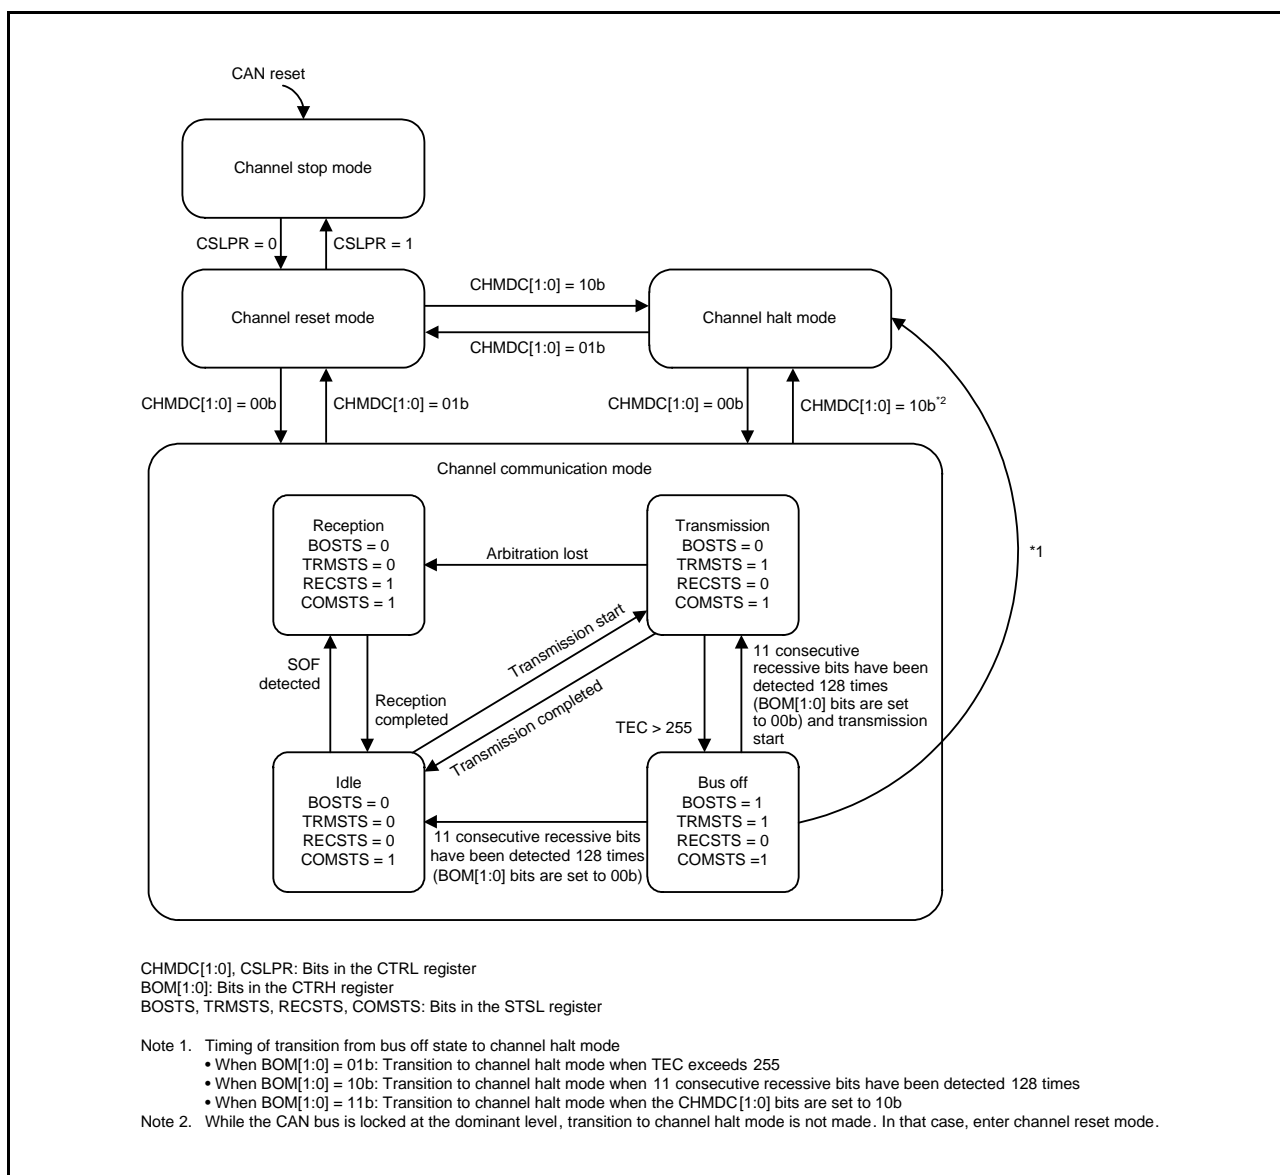 CAN reset
Channel stop mode
CSLPR = 0
CSLPR = 1
Channel reset mode
CHMDC[1:0] = 10b
CHMDC[1:0] = 01b
Channel halt mode
CHMDC[1:0] = 00b
CHMDC[1:0] = 01b
CHMDC[1:0] = 00b
CHMDC[1:0] = 10b*2
Channel communication mode
Reception
BOSTS = 0
TRMSTS = 0
RECSTS = 1
COMSTS = 1
Arbitration lost
Transmission
BOSTS = 0
TRMSTS = 1
RECSTS = 0
COMSTS = 1
*1
SOF
detected
Reception
completed
Transmission start
Transmission completed
TEC > 255
11 consecutive
recessive bits have been
detected 128 times
(BOM[1:0] bits are set
to 00b) and transmission
start
Idle
BOSTS = 0
TRMSTS = 0
RECSTS = 0
COMSTS = 1
11 consecutive recessive bits
have been detected 128 times
(BOM[1:0] bits are set to 00b)
Bus off
BOSTS = 1
TRMSTS = 1
RECSTS = 0
COMSTS =1
CHMDC[1:0], CSLPR: Bits in the CTRL register
BOM[1:0]: Bits in the CTRH register
BOSTS, TRMSTS, RECSTS, COMSTS: Bits in the STSL register
Note 1. Timing of transition from bus off state to channel halt mode
• When BOM[1:0] = 01b: Transition to channel halt mode when TEC exceeds 255
• When BOM[1:0] = 10b: Transition to channel halt mode when 11 consecutive recessive bits have been detected 128 times
• When BOM[1:0] = 11b: Transition to channel halt mode when the CHMDC[1:0] bits are set to 10b
Note 2. While the CAN bus is locked at the dominant level, transition to channel halt mode is not made. In that case, enter channel reset mode.